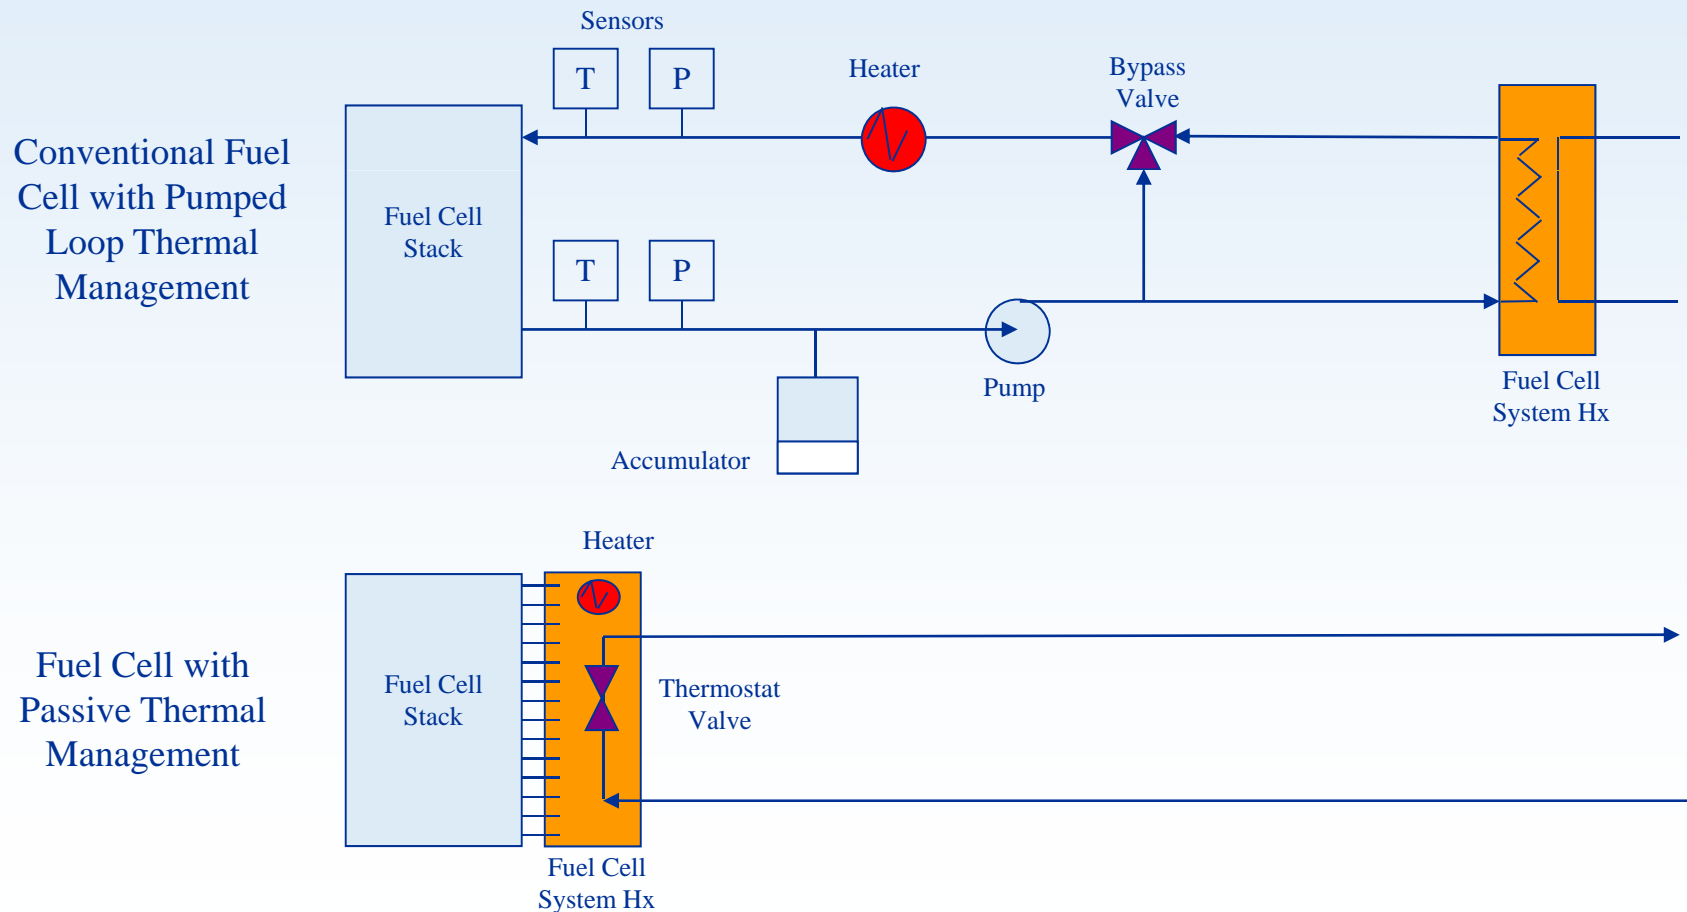 Sensors
T
P
Heater
Bypass
Valve
Conventional Fuel
Cell with Pumped
Loop Thermal
Management
Fuel Cell
Stack
T
P
Pump
Fuel Cell
System Hx
Accumulator
Heater
Fuel Cell with
Passive Thermal
Management
Fuel Cell
Stack
Thermostat
Valve
Fuel Cell
System Hx